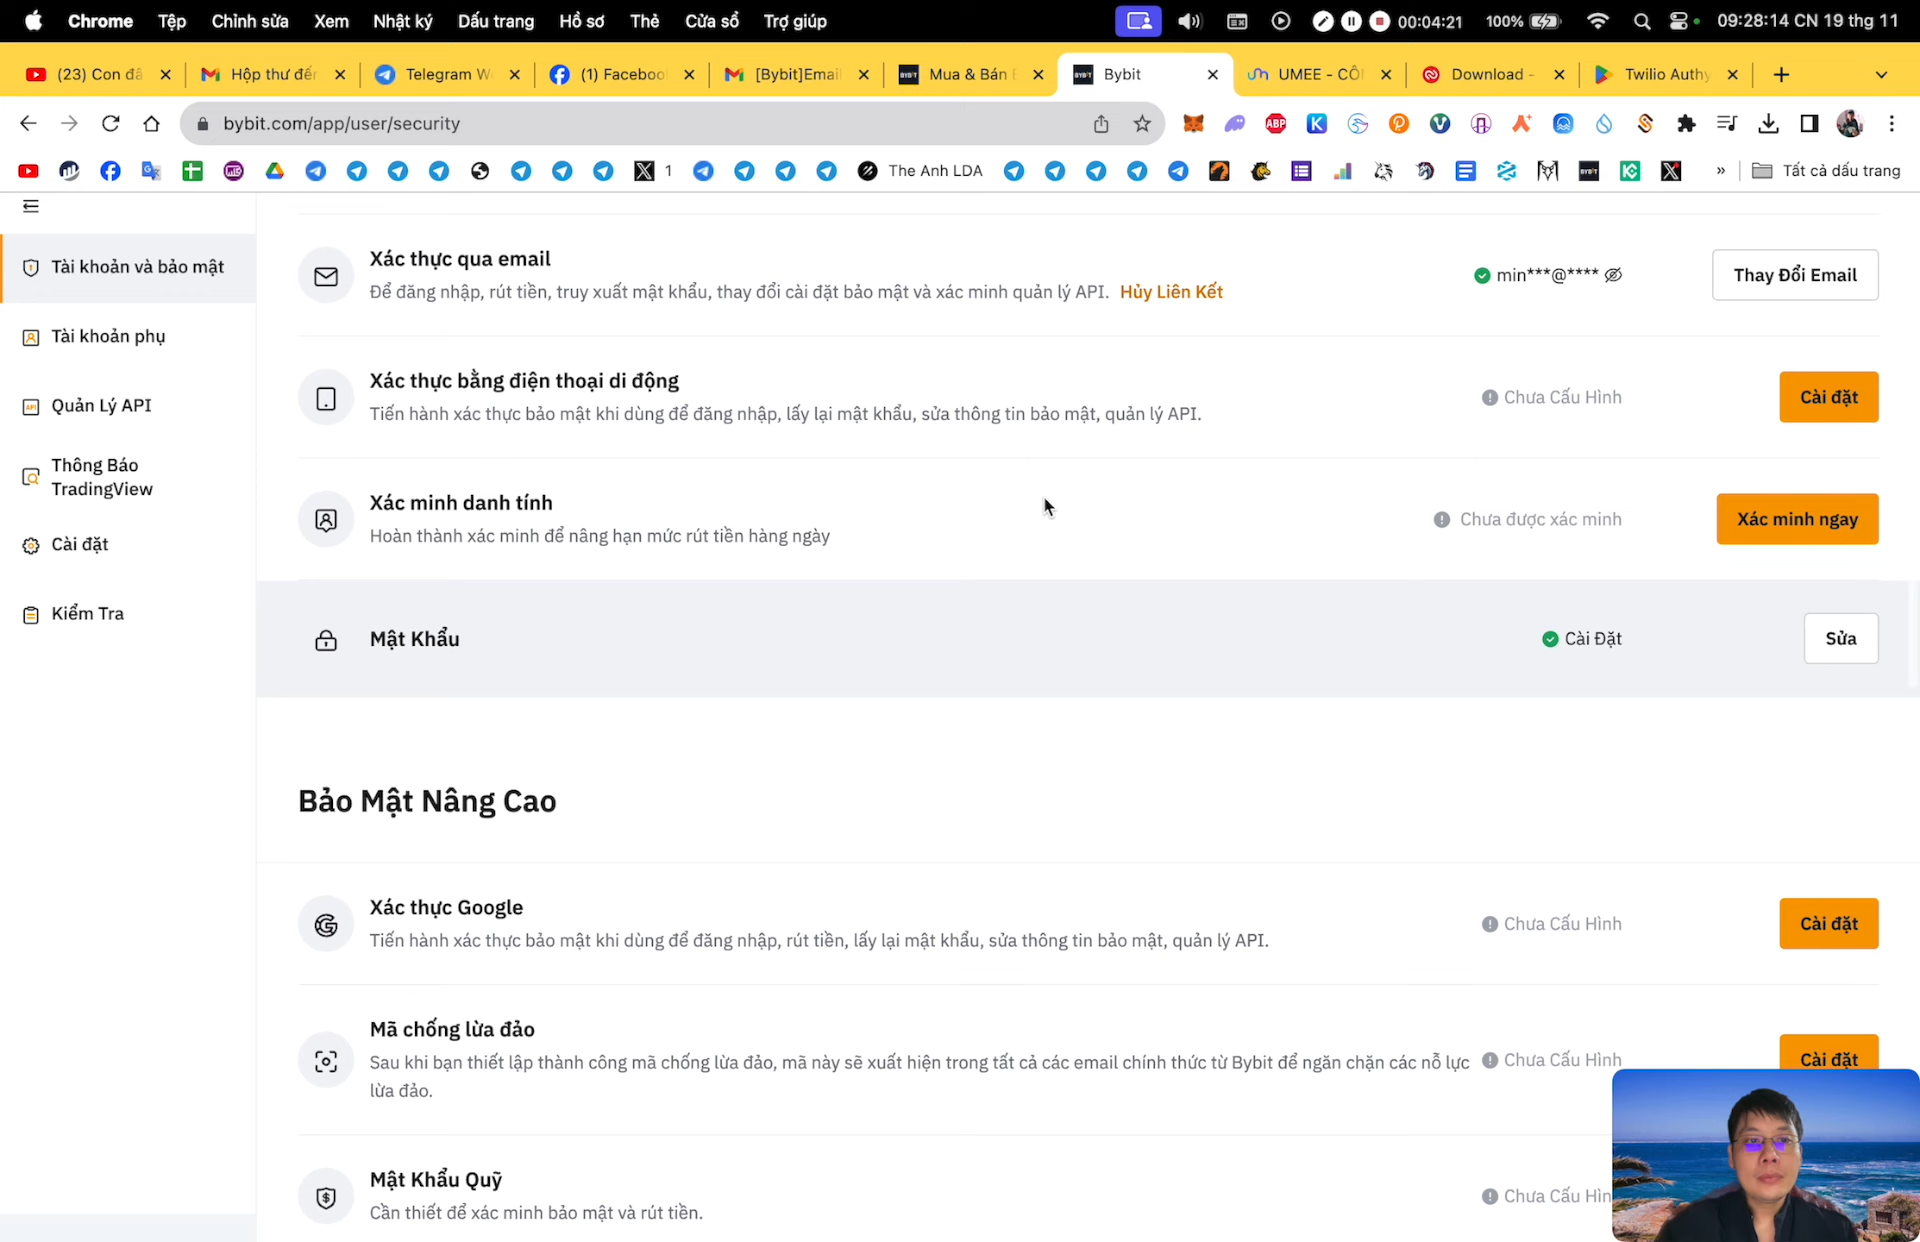 Chrome Tệp Chỉnh sửa Xem Nhật ký Dấu trang Hồ sơ Thẻ Cửa sổ Trợ giúp 00:04:21 100% 09:28:14 CN 19 thg 11
(23) Con đâ Hộp thư đến Telegram W (1) Faceboo [Bybit]Email Mua & Bán Bybit UMEE - CÔ Download - Twilio Authy
bybit.com/app/user/security
1 The Anh LDA Tất cả dấu trang
Xác thực qua email
Để đăng nhập, rút tiền, truy xuất mật khẩu, thay đổi cài đặt bảo mật và xác minh quản lý API. Hủy Liên Kết
min***@****
Thay Đổi Email
Tài khoản và bảo mật
Tài khoản phụ
Quản Lý API
Thông Báo
TradingView
Cài đặt
Kiểm Tra
Xác thực bằng điện thoại di động
Tiến hành xác thực bảo mật khi dùng để đăng nhập, lấy lại mật khẩu, sửa thông tin bảo mật, quản lý API.
Chưa Cấu Hình
Cài đặt
Xác minh danh tính
Hoàn thành xác minh để nâng hạn mức rút tiền hàng ngày
Chưa được xác minh
Xác minh ngay
Mật Khẩu
Cài Đặt
Sửa
Bảo Mật Nâng Cao
Xác thực Google
Tiến hành xác thực bảo mật khi dùng để đăng nhập, rút tiền, lấy lại mật khẩu, sửa thông tin bảo mật, quản lý API.
Chưa Cấu Hình
Cài đặt
Mã chống lừa đảo
Sau khi bạn thiết lập thành công mã chống lừa đảo, mã này sẽ xuất hiện trong tất cả các email chính thức từ Bybit để ngăn chặn các nỗ lực
lừa đảo.
Chưa Cấu Hình
Cài đặt
Mật Khẩu Quỹ
Cần thiết để xác minh bảo mật và rút tiền.
Chưa Cấu Hìn